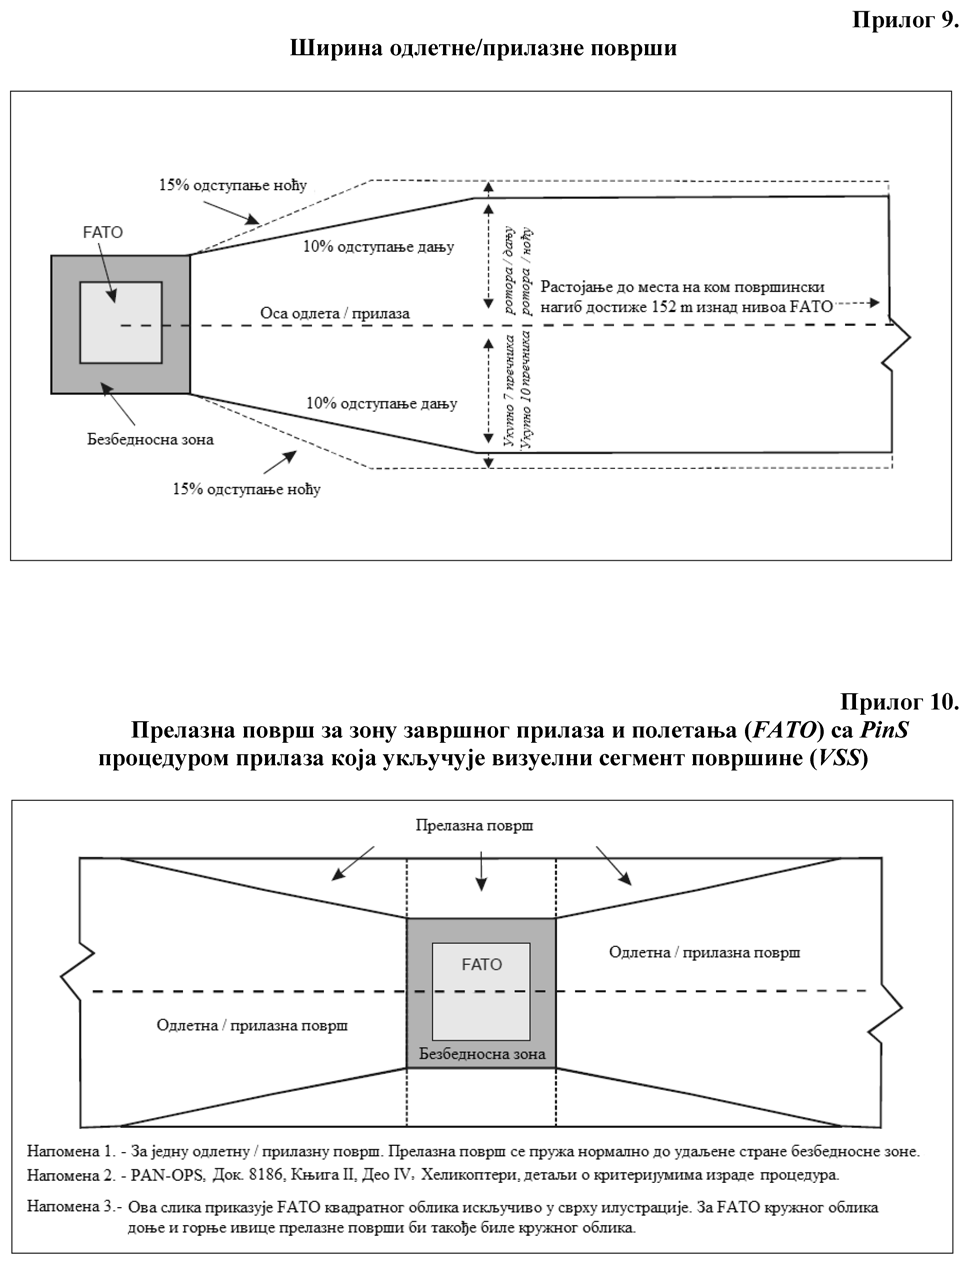 Прилог 9.
Ширина одлетне/прилазне површи
15% одступање ноћу
FATO
10% одступање дању
Оса одлета / прилаза
Укупно 7 пречника ротора / дању
Укупно 10 пречника ротора / ноћу
Растојање до места на ком површински
нагиб достиже 152 m изнад нивоа FATO
10% одступање дању
Безбедносна зона
15% одступање ноћу
Прилог 10.
Прелазна површ за зону завршног прилаза и полетања (FATO) са PinS
процедуром прилаза која укључује визуелни сегмент површине (VSS)
Прелазна површ
FATO
Одлетна / прилазна површ
Одлетна / прилазна површ
Безбедносна зона
Напомена 1. - За једну одлетну / прилазну површ. Прелазна површ се пружа нормално до удаљене стране безбедносне зоне.
Напомена 2. - PAN-OPS, Док. 8186, Књига II, Део IV, Хеликоптери, детаљи о критеријумима израде процедура.
Напомена 3.- Ова слика приказује FATO квадратног облика искључиво у сврху илустрације. За FATO кружног облика
доње и горње ивице прелазне површи би такође биле кружног облика.